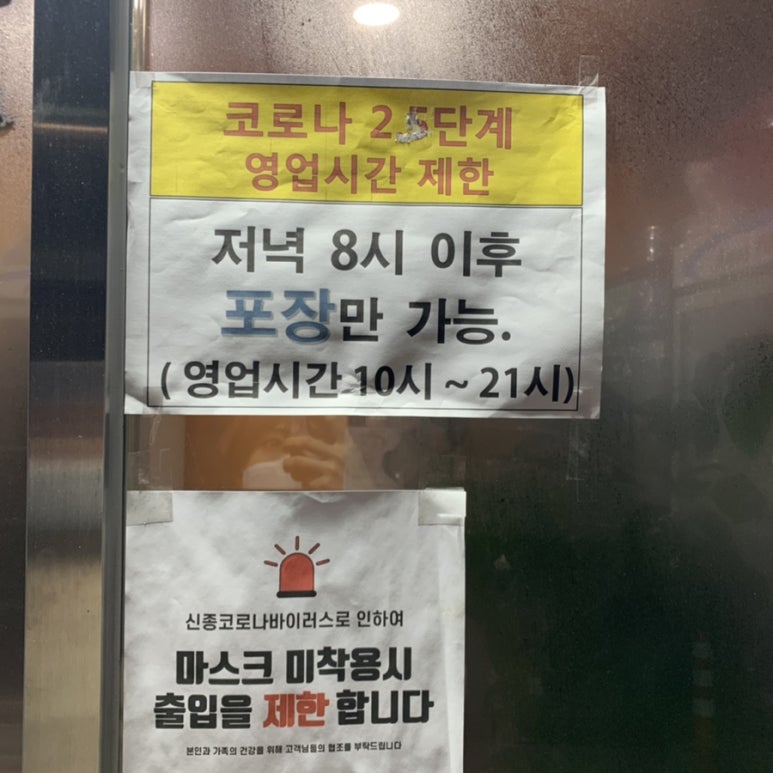 코로나 2.5단계
영업시간 제한
저녁 8시 이후
포장만 가능.
( 영업시간 10시 ~ 21시)
신종코로나바이러스로 인하여
마스크 미착용시
출입을 제한 합니다
본인과 가족의 건강을 위해 고객님들의 협조를 부탁드립니다